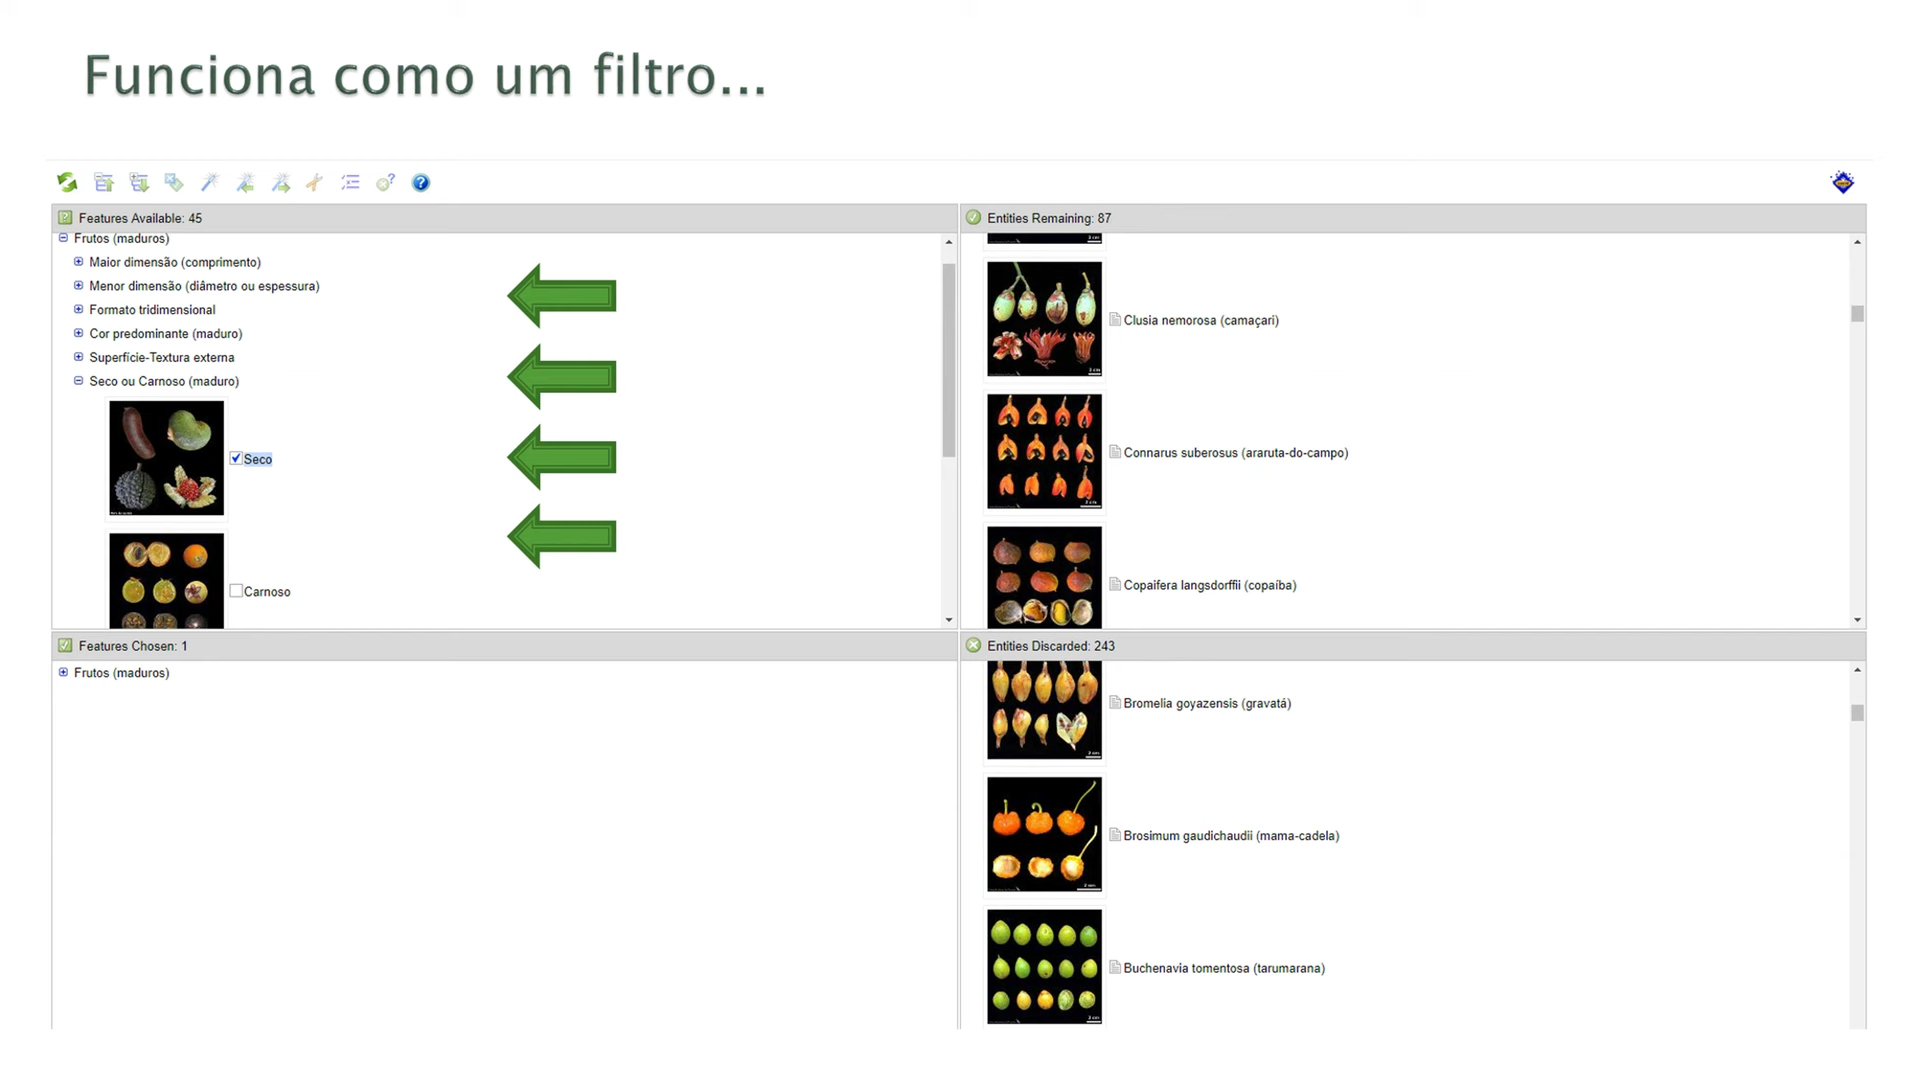 Funciona como um filtro...
Features Available: 45
Frutos (maduros)
Maior dimensão (comprimento)
Menor dimensão (diâmetro ou espessura)
Formato tridimensional
Cor predominante (maduro)
Superfície-Textura externa
Seco ou Carnoso (maduro)
Seco
Carnoso
Entities Remaining: 87
Clusia nemorosa (camaçari)
Connarus suberosus (araruta-do-campo)
Copaifera langsdorffii (copaíba)
Features Chosen: 1
Frutos (maduros)
Entities Discarded: 243
Bromelia goyazensis (gravatá)
Brosimum gaudichaudii (mama-cadela)
Buchenavia tomentosa (tarumarana)